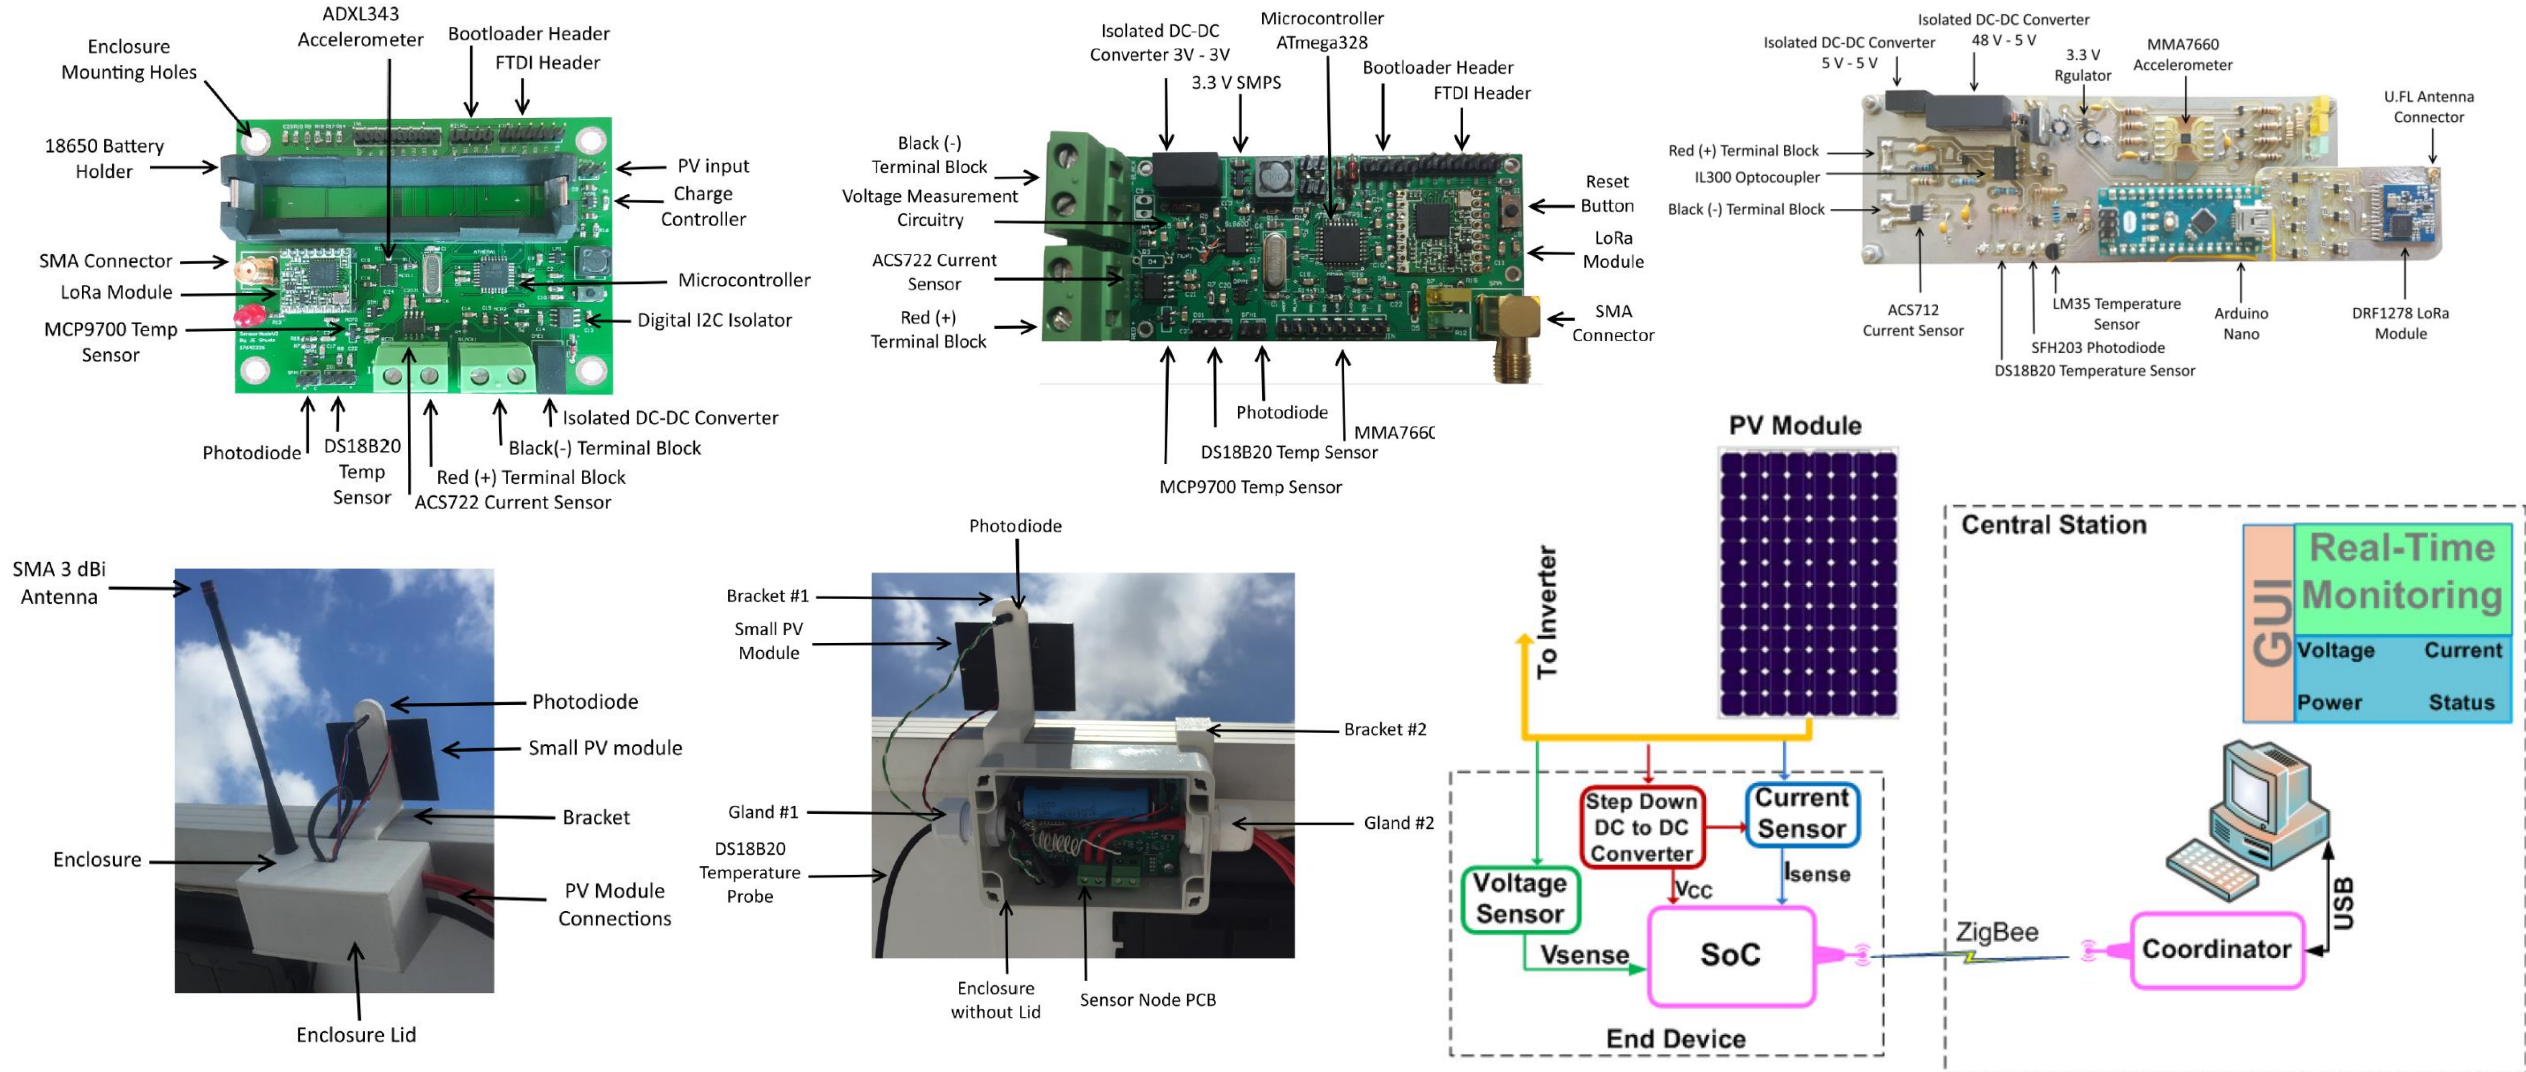 ADXL343
Accelerometer
Enclosure
Mounting Holes
Bootloader Header
FTDI Header
18650 Battery
Holder
PV input
Charge
Controller
SMA Connector
LoRa Module
MCP9700 Temp
Sensor
Microcontroller
Digital I2C Isolator
Photodiode
DS18B20
Temp
Sensor
Isolated DC-DC Converter
Black(-) Terminal Block
Red (+) Terminal Block
ACS722 Current Sensor
Isolated DC-DC
Converter 3V - 3V
3.3 V SMPS
Microcontroller
ATmega328
Bootloader Header
FTDI Header
Black (-)
Terminal Block
Voltage Measurement
Circuitry
ACS722 Current
Sensor
Red (+)
Terminal Block
Reset
Button
LoRa
Module
SMA
Connector
Photodiode
MMA7660
DS18B20 Temp Sensor
MCP9700 Temp Sensor
Isolated DC-DC Converter
48 V - 5 V
Isolated DC-DC Converter
5 V - 5 V
3.3 V
Rgulator
MMA7660
Accelerometer
U.FL Antenna
Connector
Red (+) Terminal Block
IL300 Optocoupler
Black (-) Terminal Block
ACS712
Current Sensor
LM35 Temperature
Sensor
SFH203 Photodiode
DS18B20 Temperature Sensor
Arduino
Nano
DRF1278 LoRa
Module
SMA 3 dBi
Antenna
Photodiode
Small PV module
Bracket
Enclosure
PV Module
Connections
Enclosure Lid
Photodiode
Bracket #1
Small PV
Module
Bracket #2
Gland #1
Gland #2
DS18B20
Temperature
Probe
Enclosure
without Lid
Sensor Node PCB
PV Module
To Inverter
Step Down
DC to DC
Converter
Current
Sensor
Voltage
Sensor
Vcc
Isense
Vsense
SoC
End Device
ZigBee
Central Station
GUI
Real-Time
Monitoring
Voltage Current
Power Status
USB
Coordinator